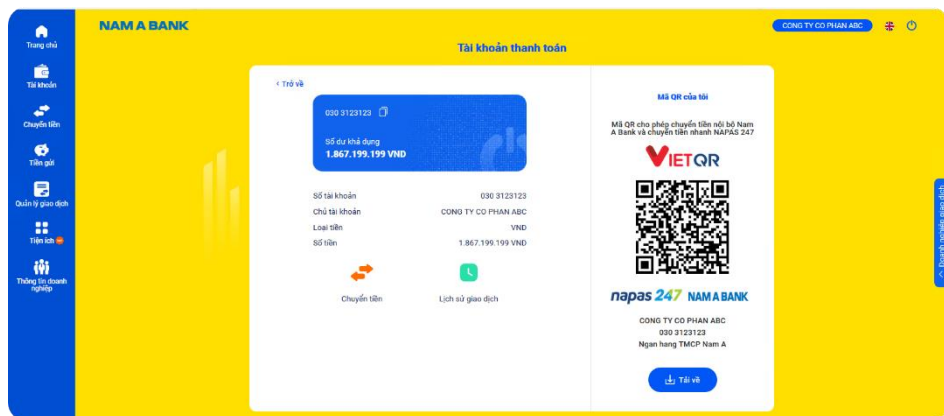 NAM A BANK
CONG TY CO PHAN ABC
Trang chủ
Tài khoản
Chuyển tiền
Tiền gửi
Quản lý giao dịch
Tiện ích
Thông tin doanh
nghiệp
Tài khoản thanh toán
< Trở về
030 3123123
Số dư khả dụng
1.867.199.199 VND
Số tài khoản 030 3123123
Chủ tài khoản CONG TY CO PHAN ABC
Loại tiền VND
Số tiền 1.867.199.199 VND
Chuyển tiền
Lịch sử giao dịch
Mã QR của tôi
Mã QR cho phép chuyển tiền nội bộ Nam
A Bank và chuyển tiền nhanh NAPAS 247
VIETQR
napas 247 NAM A BANK
CONG TY CO PHAN ABC
030 3123123
Ngan hang TMCP Nam A
Tải về
Doanh nghiệp giao dịch